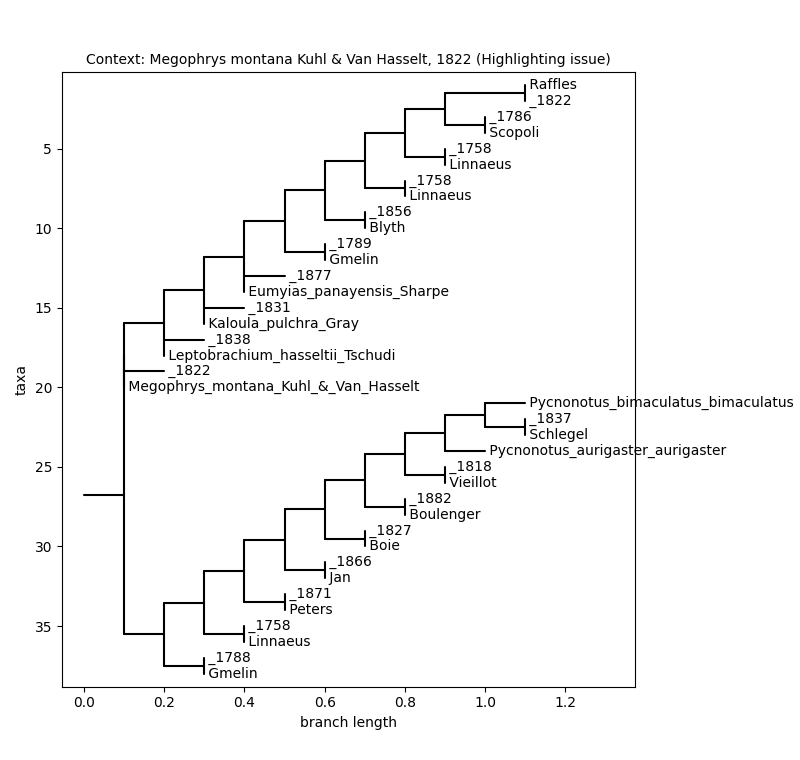 Context: Megophrys montana Kuhl & Van Hasselt, 1822 (Highlighting issue)
Raffles
_1822
_1786
Scopoli
_1758
Linnaeus
_1758
Linnaeus
_1856
Blyth
_1789
Gmelin
_1877
Eumyias_panayensis_Sharpe
_1831
Kaloula_pulchra_Gray
_1838
Leptobrachium_hasseltii_Tschudi
_1822
Megophrys_montana_Kuhl_&_Van_Hasselt
Pycnonotus_bimaculatus_bimaculatus
_1837
Schlegel
Pycnonotus_aurigaster_aurigaster
_1818
Vieillot
_1882
Boulenger
_1827
Boie
_1866
Jan
_1871
Peters
_1758
Linnaeus
_1788
Gmelin
5
10
15
20
25
30
35
taxa
0.0 0.2 0.4 0.6 0.8 1.0 1.2
branch length